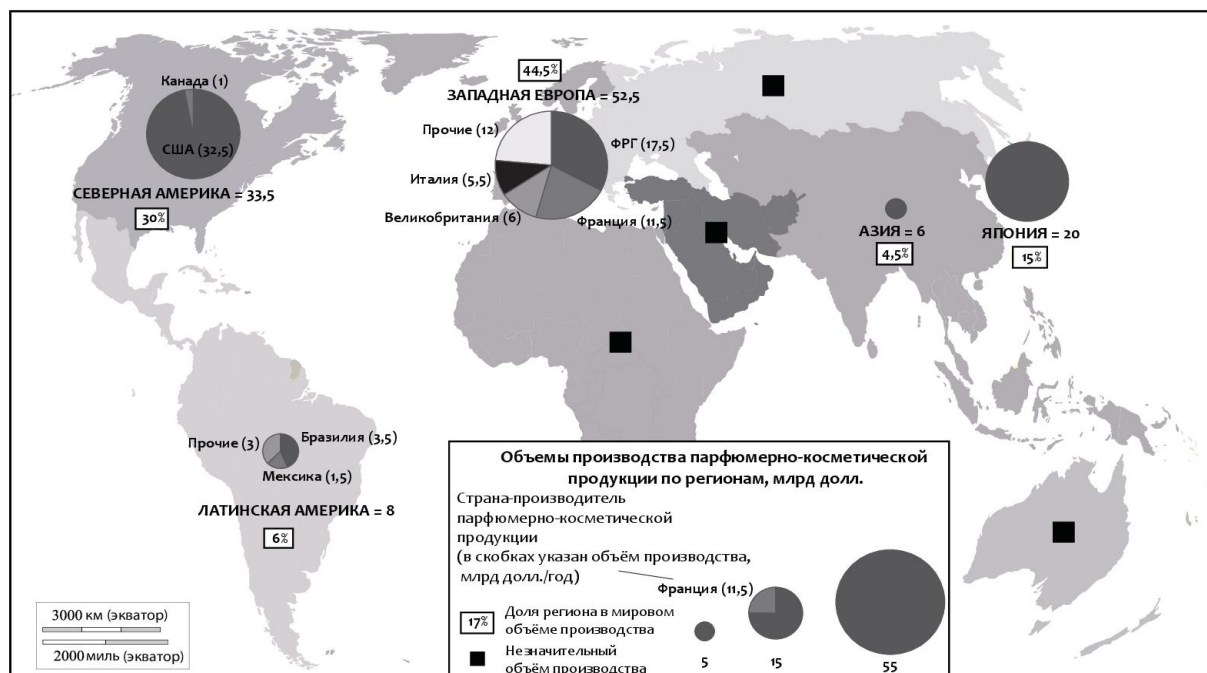 Канада (1)
США (32,5)
СЕВЕРНАЯ АМЕРИКА = 33,5
30%
44,5%
ЗАПАДНАЯ ЕВРОПА = 52,5
Прочие (12)
ФРГ (17,5)
Италия (5,5)
Великобритания (6)
Франция (11,5)
АЗИЯ = 6
4,5%
ЯПОНИЯ = 20
15%
Прочие (3)
Бразилия (3,5)
Мексика (1,5)
ЛАТИНСКАЯ АМЕРИКА = 8
6%
3000 км (экватор)
2000 миль (экватор)
Объемы производства парфюмерно-косметической
продукции по регионам, млрд долл.
Страна-производитель
парфюмерно-косметической
продукции
(в скобках указан объём производства,
млрд долл./год)
Франция (11,5)
17%
Доля региона в мировом
объёме производства
Незначительный
объём производства
5
15
55